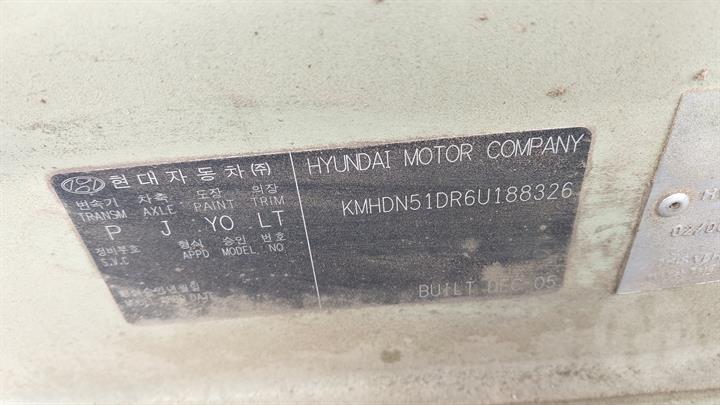 현대자동차(주)
변속기 차축 도장 의장
TRANSM AXLE PAINT TRIM
P J YO LT
정비부호 형식 승인 번호
S.V.C APPD MODEL. NO
HYUNDAI MOTOR COMPANY
KMHDN51DR6U188326
BUILT DEC 05
02/0